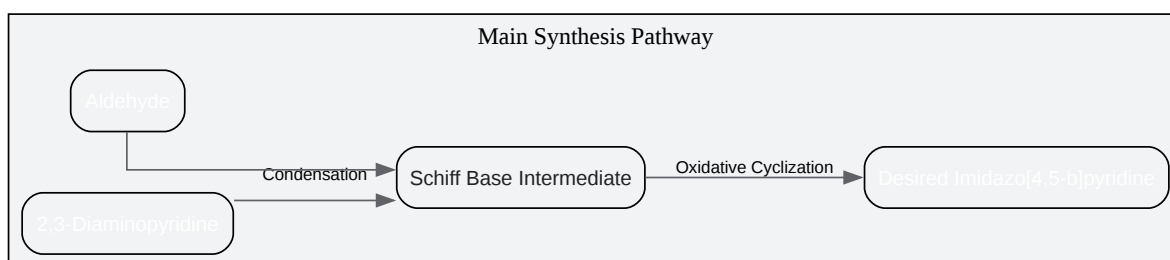 Main Synthesis Pathway
Aldehyde
Condensation
2,3-Diaminopyridine
Schiff Base Intermediate
Oxidative Cyclization
Desired Imidazo[4,5-b]pyridine